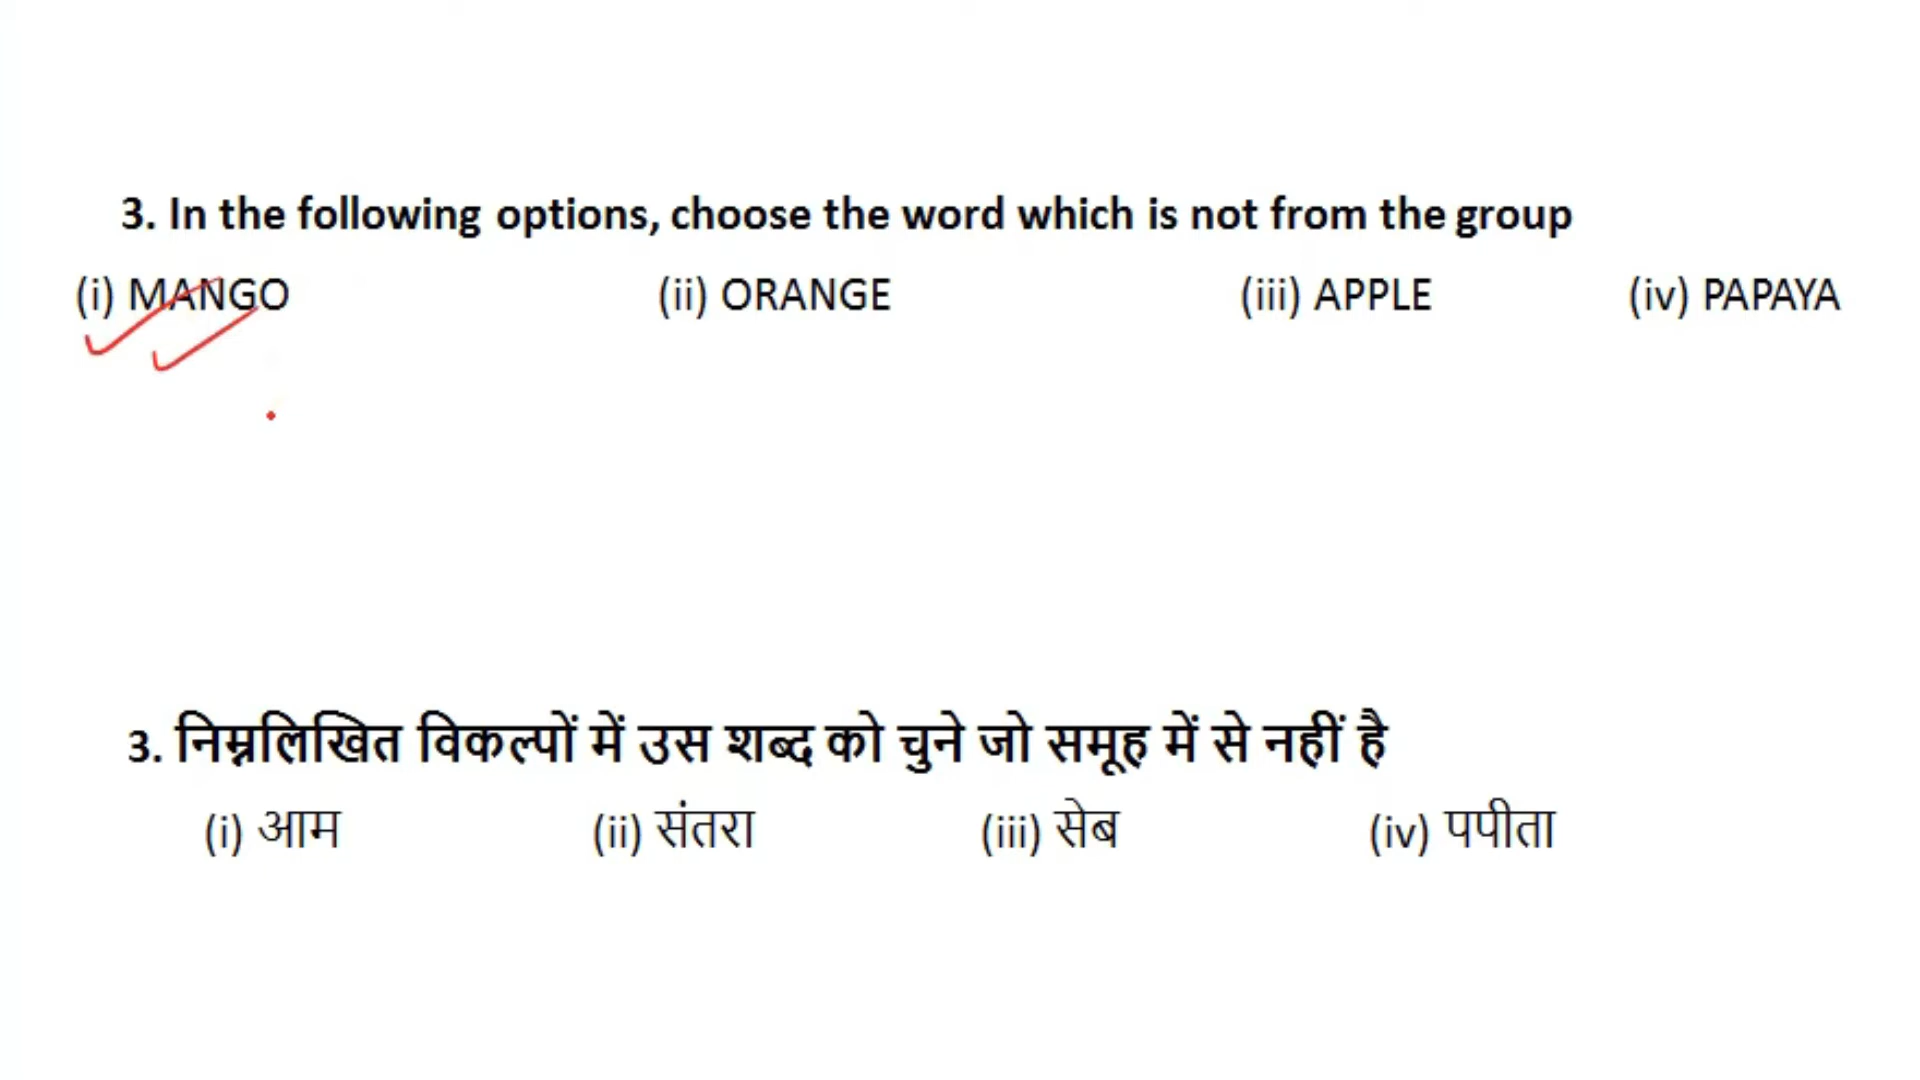 3. In the following options, choose the word which is not from the group
(i) MANGO (ii) ORANGE (iii) APPLE (iv) PAPAYA
3. निम्नलिखित विकल्पों में उस शब्द को चुने जो समूह में से नहीं है
(i) आम (ii) संतरा (iii) सेब (iv) पपीता